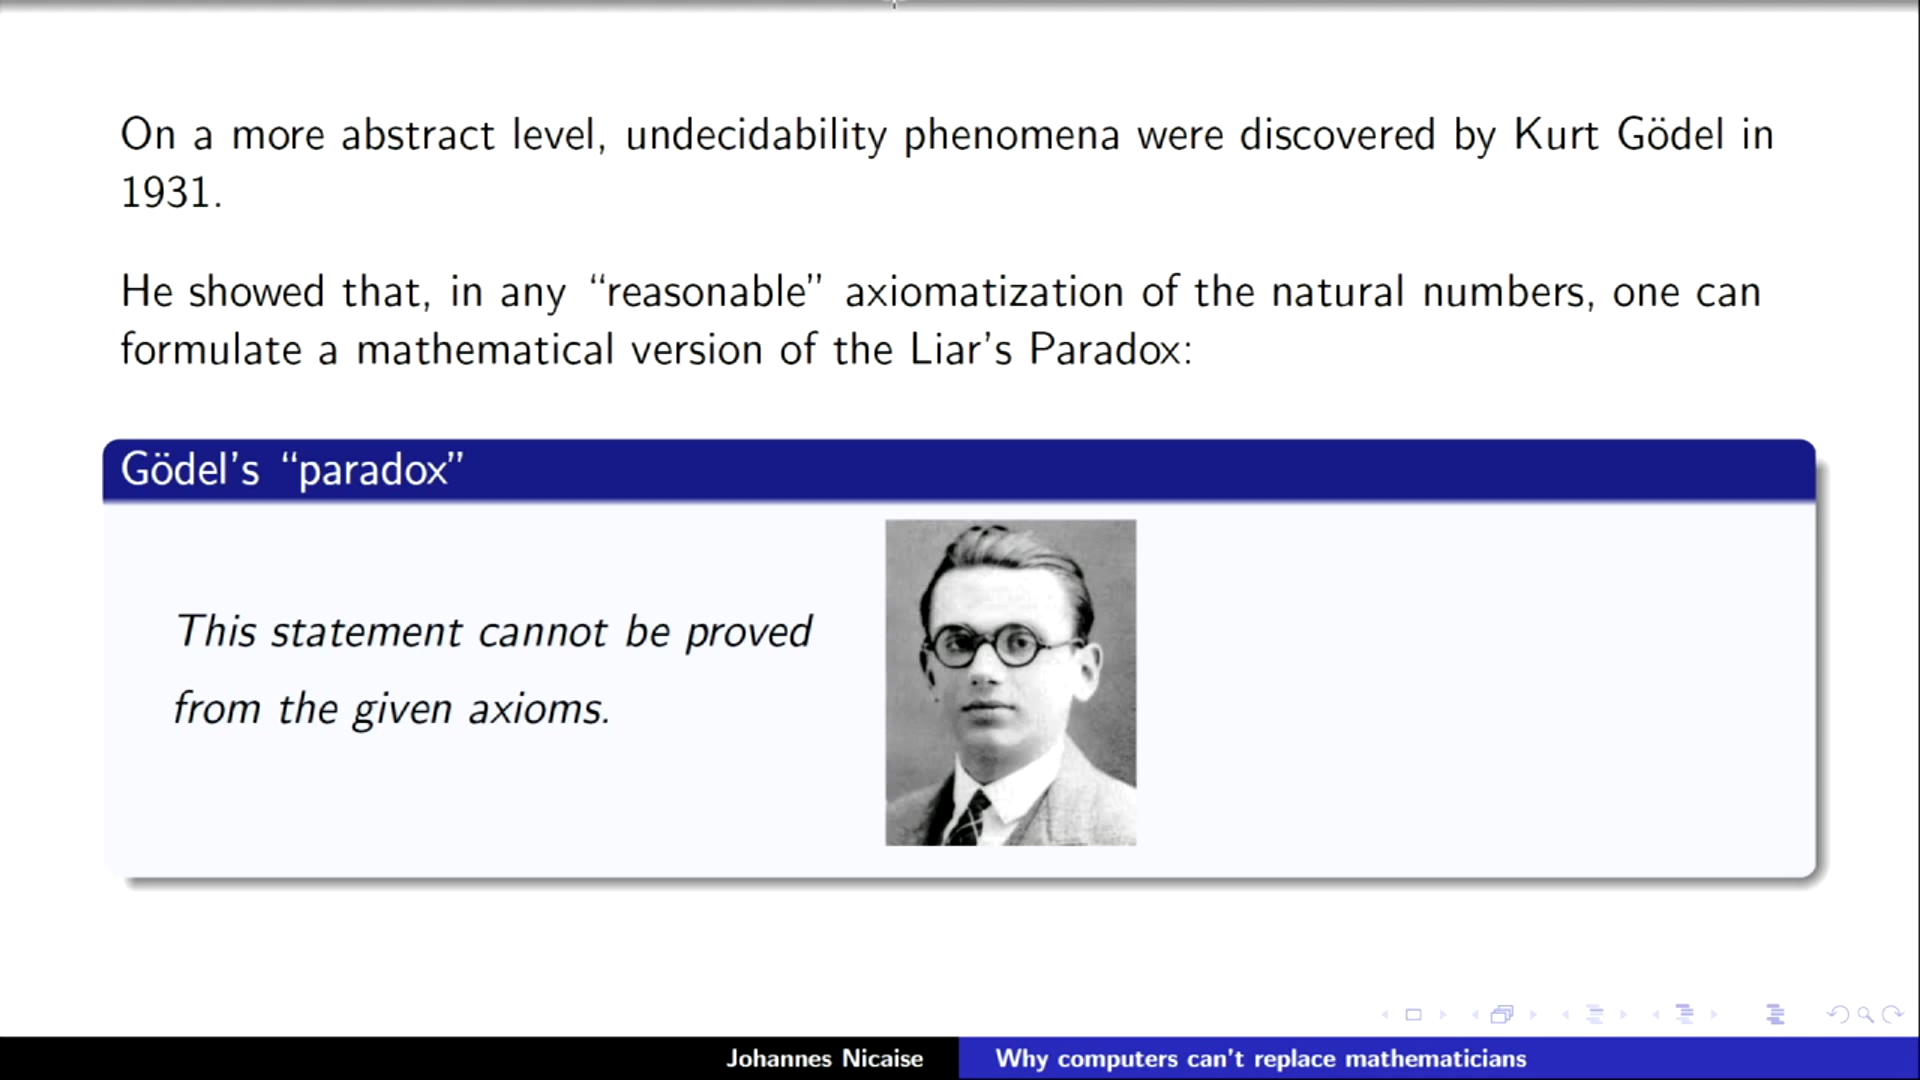 On a more abstract level, undecidability phenomena were discovered by Kurt Gödel in
1931.
He showed that, in any “reasonable” axiomatization of the natural numbers, one can
formulate a mathematical version of the Liar’s Paradox:
Gödel’s “paradox”
This statement cannot be proved
from the given axioms.
Johannes Nicaise
Why computers can’t replace mathematicians